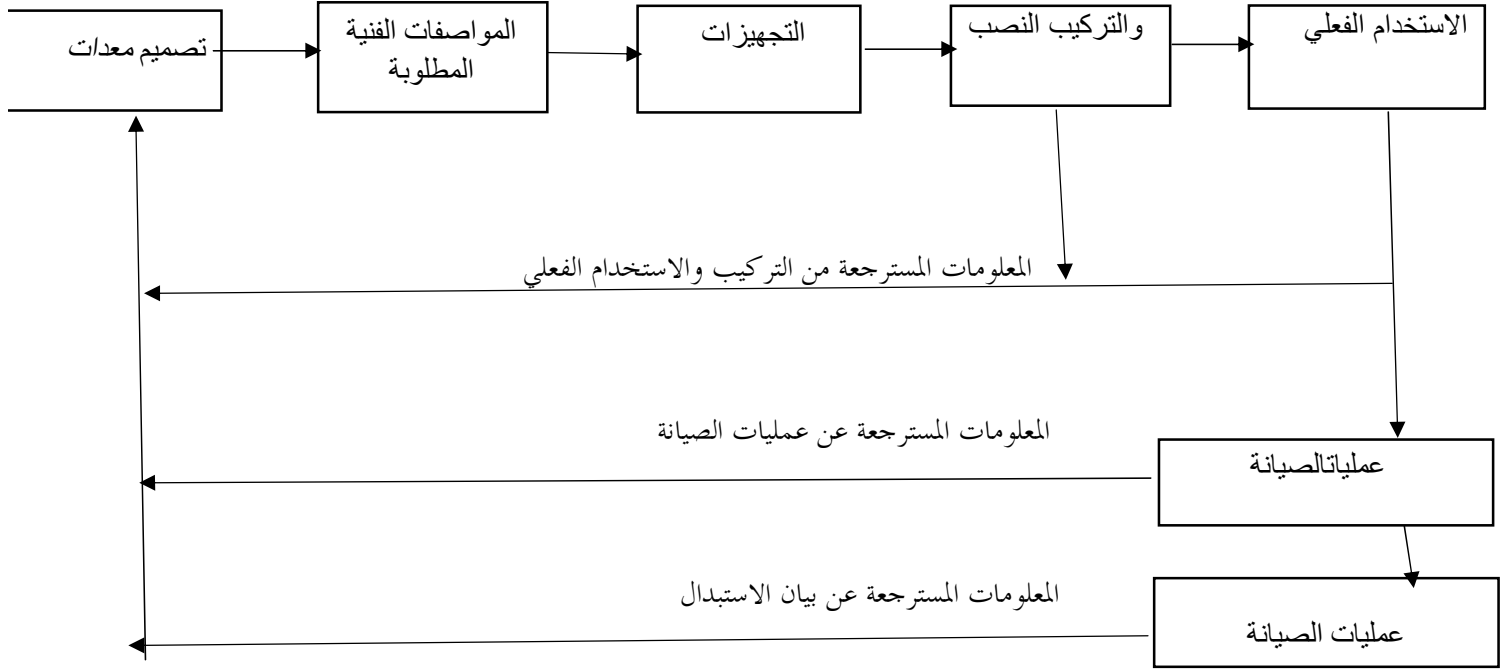 تصميم معدات
المواصفات الفنية
المطلوبة
التجهيزات
والتركيب النصب
الاستخدام الفعلي
المعلومات المسترجعة من التركيب والاستخدام الفعلي
المعلومات المسترجعة عن عمليات الصيانة
عملياتالصيانة
المعلومات المسترجعة عن بيان الاستبدال
عمليات الصيانة